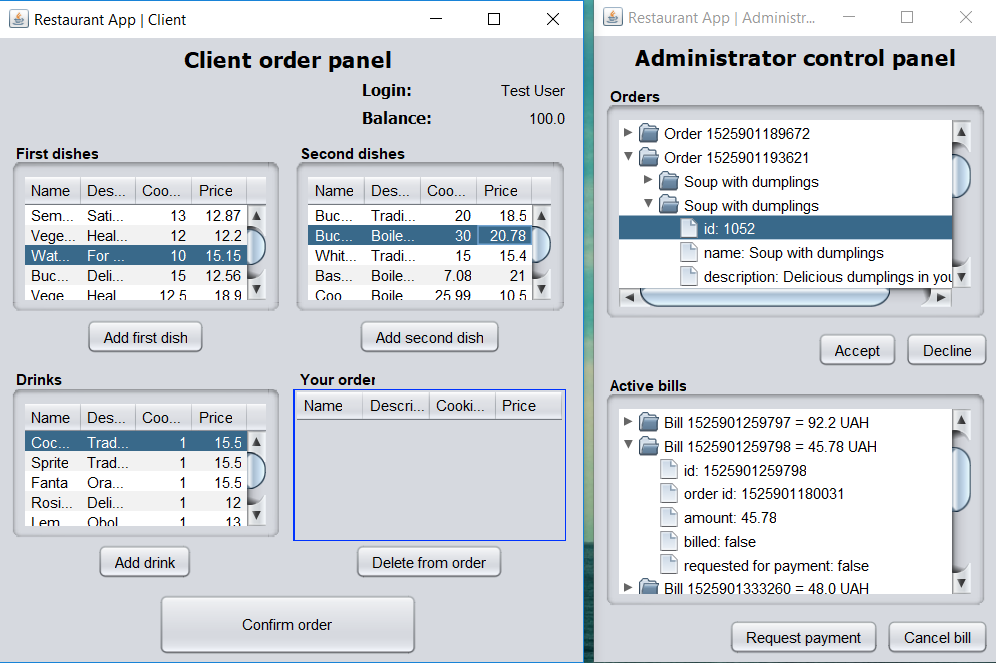 Restaurant App | Client
Client order panel
Login: Test User
Balance: 100.0
First dishes
Name Des... Coo... Price
Sem... Sati... 13 12.87
Vege... Heal... 12 12.2
Wat... For ... 10 15.15
Buc... Deli... 15 12.56
Vege Heal 12.5 18.9
Add first dish
Second dishes
Name Des... Coo... Price
Buc... Tradi... 20 18.5
Buc... Boile... 30 20.78
Whit... Tradi... 15 15.4
Bas... Boile... 7.08 21
Coo Boile 25.99 10.5
Add second dish
Drinks
Name Des... Coo... Price
Coc... Trad... 1 15.5
Sprite Trad... 1 15.5
Fanta Ora... 1 15.5
Rosi... Deli... 1 12
Lem Obol 1 13
Add drink
Your order
Name Descri... Cooki... Price
Delete from order
Confirm order
Restaurant App | Administr...
Administrator control panel
Orders
Order 1525901189672
Order 1525901193621
Soup with dumplings
Soup with dumplings
id: 1052
name: Soup with dumplings
description: Delicious dumplings in you
Accept Decline
Active bills
Bill 1525901259797 = 92.2 UAH
Bill 1525901259798 = 45.78 UAH
id: 1525901259798
order id: 1525901180031
amount: 45.78
billed: false
requested for payment: false
Bill 1525901333260 = 48.0 UAH
Request payment Cancel bill